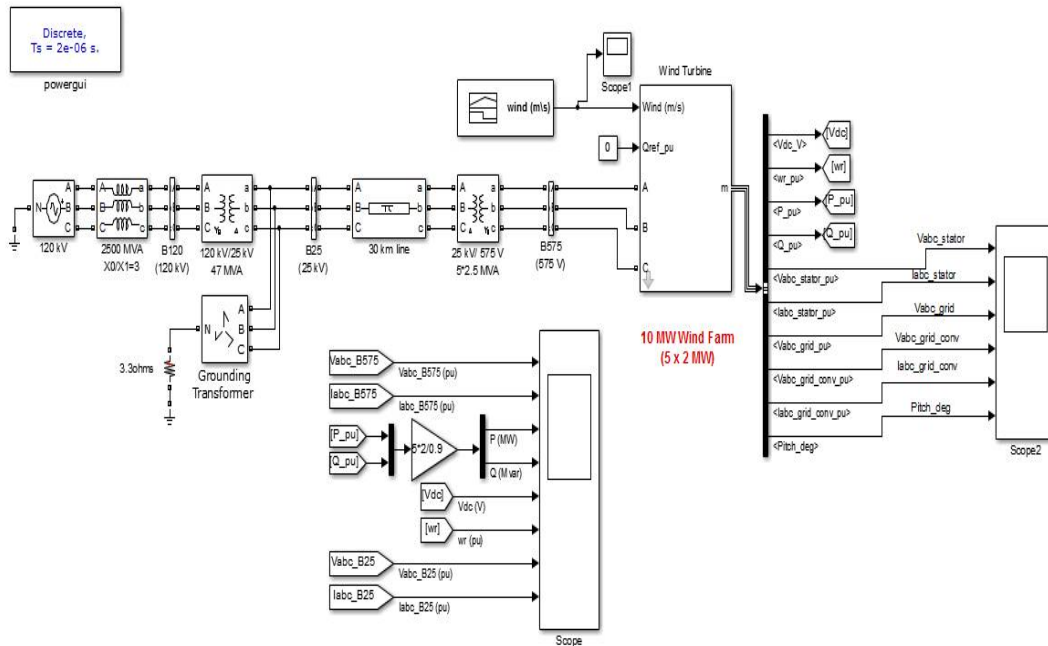 Discrete,
Ts = 2e-06 s.
powergui
Scope1
Wind Turbine
wind (m\s)
Wind (m/s)
0
Qref_pu
m
A
B
C
[Vdc]
<Vdc_V>
[wr]
<wr_pu>
[P_pu]
<P_pu>
[Q_pu]
<Q_pu>
Vabc_stator
<Vabc_stator_pu>
Iabc_stator
<Iabc_stator_pu>
Vabc_grid
<Vabc_grid_pu>
Vabc_grid_conv
<Vabc_grid_conv_pu>
Iabc_grid_conv
<Iabc_grid_conv_pu>
Pitch_deg
<Pitch_deg>
Scope2
N
A
B
C
120 kV
A
B
C
a
b
c
2500 MVA
X0/X1=3
B120
(120 kV)
A
B
C
a
b
c
120 kV/25 kV
47 MVA
B25
(25 kV)
A
B
C
a
b
c
30 km line
A
B
C
a
b
c
25 kV/ 575 V
5*2.5 MVA
B575
(575 V)
10 MW Wind Farm
(5 x 2 MW)
N
A
B
C
3.3ohms
Grounding
Transformer
Vabc_B575
Vabc_B575 (pu)
Iabc_B575
Iabc_B575 (pu)
[P_pu]
[Q_pu]
5*2/0.9
P (MW)
Q (Mvar)
[Vdc]
Vdc (V)
[wr]
wr (pu)
Vabc_B25
Vabc_B25 (pu)
Iabc_B25
Iabc_B25 (pu)
Scope